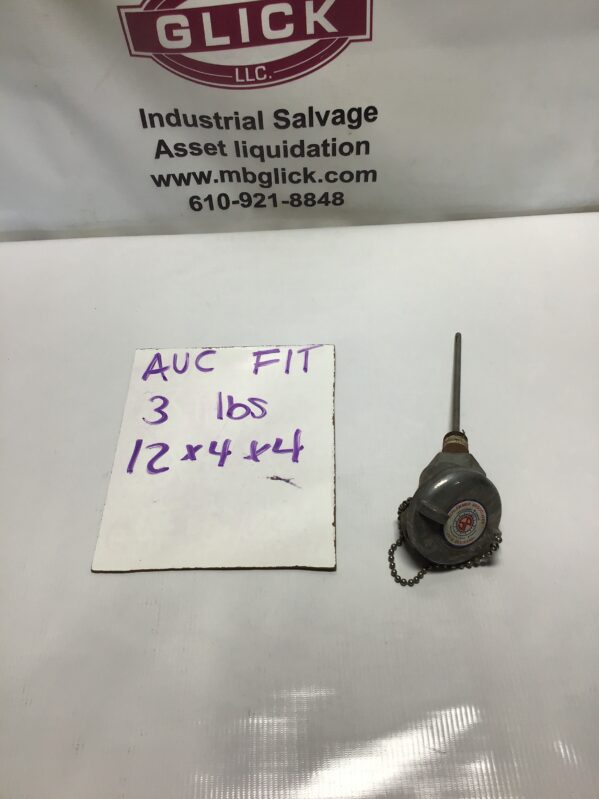 GLICK
LLC.
Industrial Salvage
Asset liquidation
www.mbglick.com
610-921-8848
AUC FIT
3 lbs
12x4x4